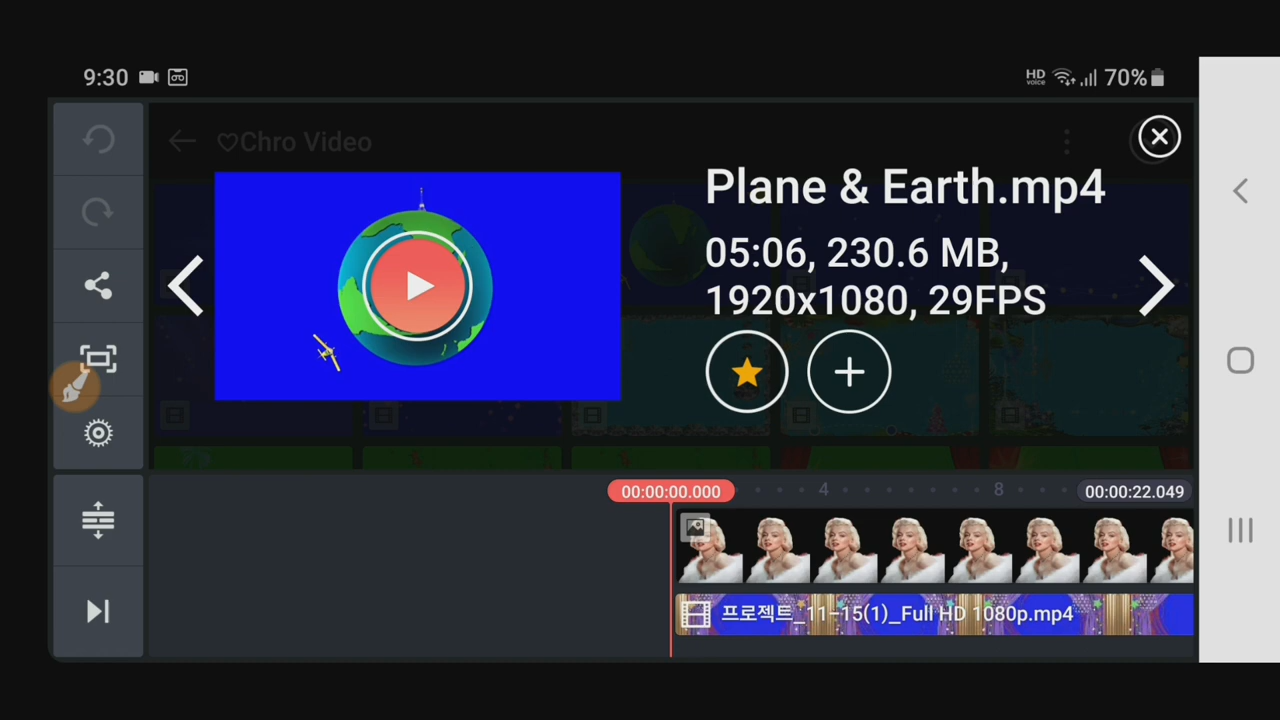 9:30
HD voice 70%
♡Chro Video
Plane & Earth.mp4
05:06, 230.6 MB,
1920x1080, 29FPS
00:00:00.000
4
8
00:00:22.049
프로젝트_11-15(1)_Full HD 1080p.mp4